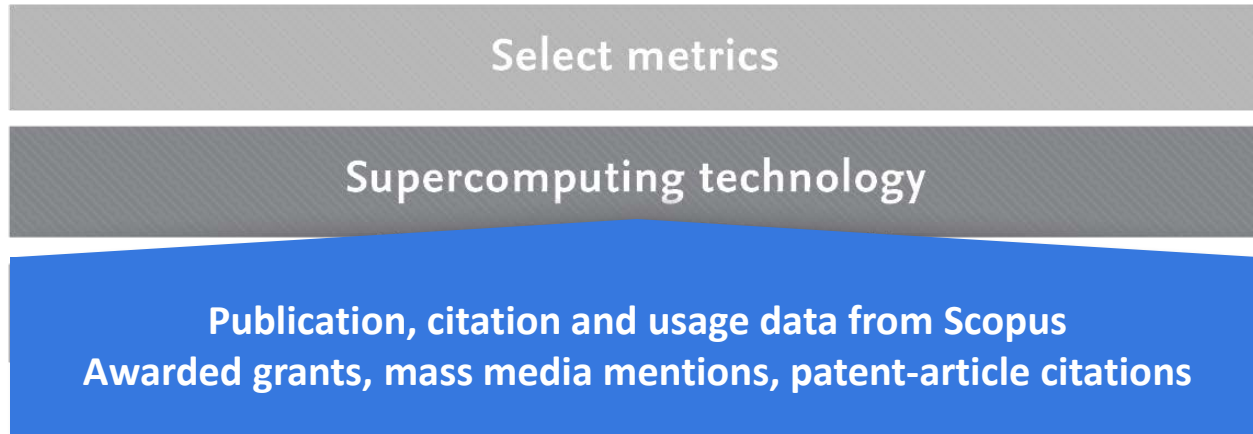 Select metrics
Supercomputing technology
Publication, citation and usage data from Scopus
Awarded grants, mass media mentions, patent-article citations